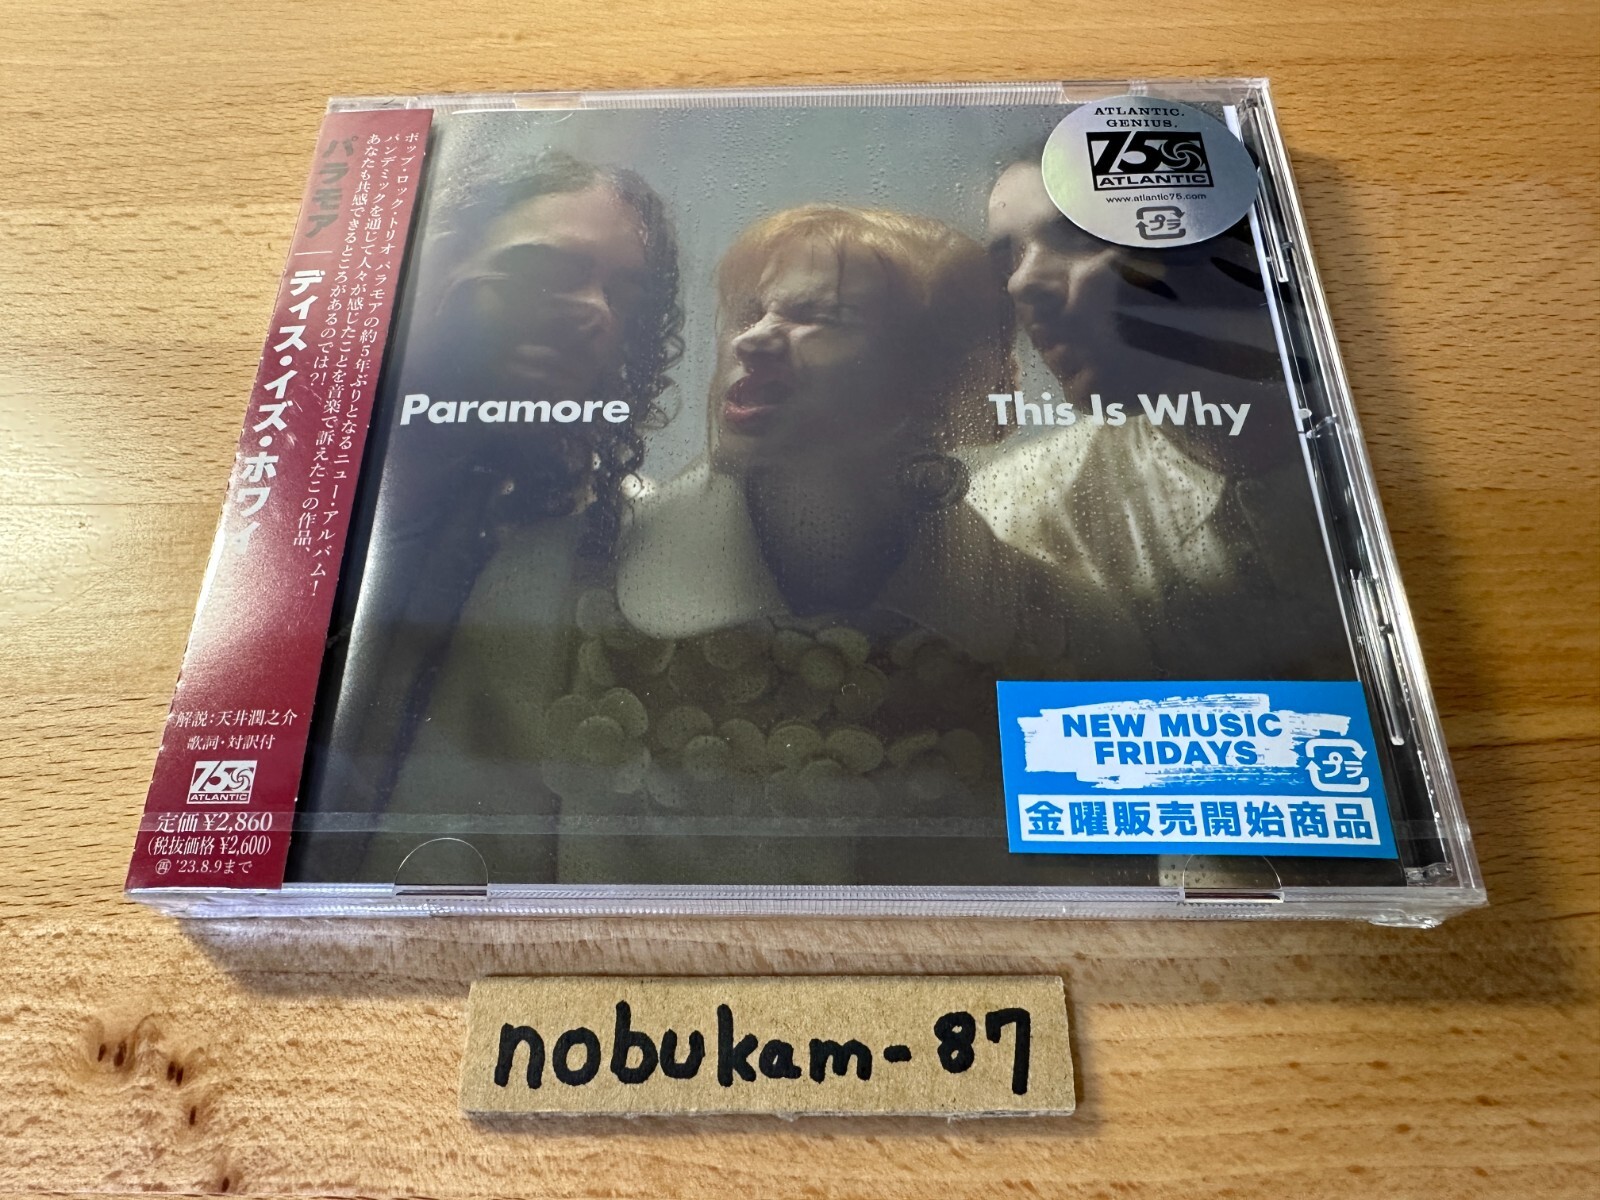 パラモア｜ディス・イズ・ホワイ
ポップ・ロック・トリオ パラモアの約5年ぶりとなるニュー・アルバム！
パンデミックを通じて人々が感じたことを音楽で訴えたこの作品、
あなたも共感できるところがあるのでは？！
解説：天井潤之介
歌詞・対訳付
75
ATLANTIC
定価 ¥2,860
(税抜価格 ¥2,600)
再 '23.8.9まで
Paramore
This Is Why
ATLANTIC.
GENIUS.
75
ATLANTIC
www.atlantic75.com
プラ
NEW MUSIC
FRIDAYS
プラ
金曜販売開始商品
nobukam-87